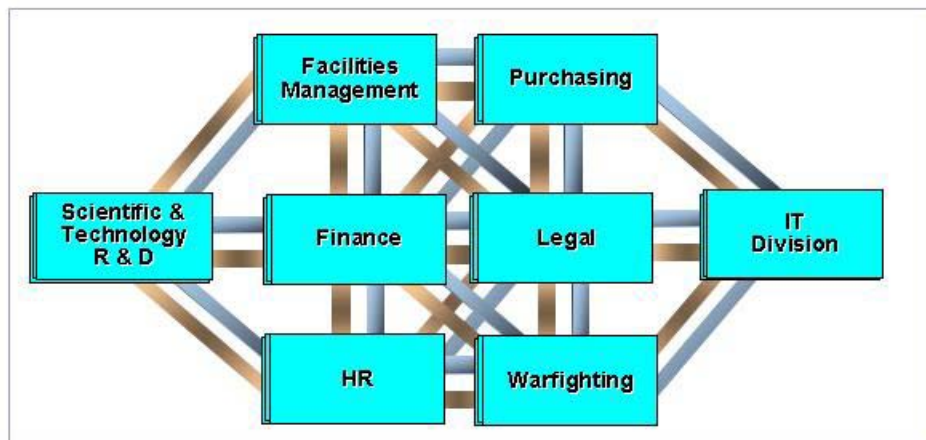 Facilities
Management
Purchasing
Scientific &
Technology
R & D
Finance
Legal
IT
Division
HR
Warfighting